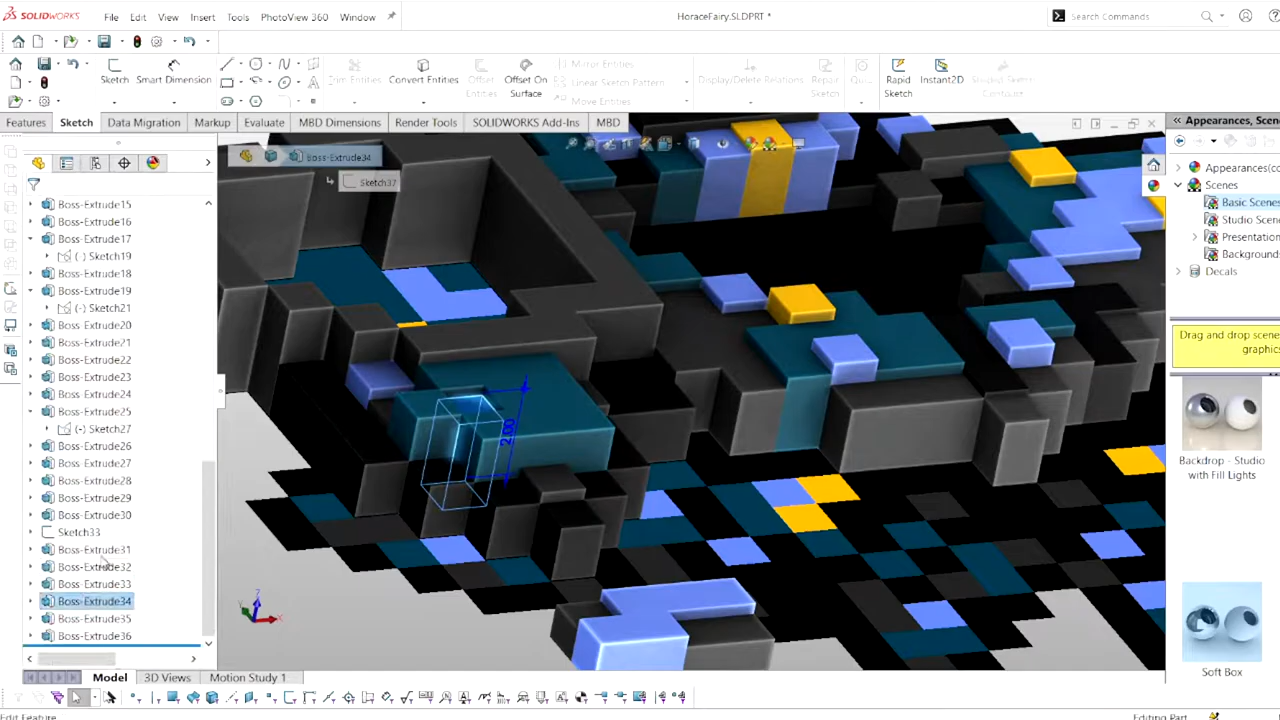 SOLIDWORKS File Edit View Insert Tools PhotoView 360 Window HoraceFairy.SLDPRT * Search Commands
Sketch Smart Dimension Trim Entities Convert Entities Offset Entities Offset On Surface Mirror Entities Linear Sketch Pattern Move Entities Display/Delete Relations Repair Sketch Qu... Rapid Sketch Instant2D Shaded Sketch Contours
Features Sketch Data Migration Markup Evaluate MBD Dimensions Render Tools SOLIDWORKS Add-Ins MBD
Appearances, Scen
Boss-Extrude34
Sketch37
Boss-Extrude15
Boss-Extrude16
Boss-Extrude17
(-) Sketch19
Boss-Extrude18
Boss-Extrude19
(-) Sketch21
Boss-Extrude20
Boss-Extrude21
Boss-Extrude22
Boss-Extrude23
Boss-Extrude24
Boss-Extrude25
(-) Sketch27
Boss-Extrude26
Boss-Extrude27
Boss-Extrude28
Boss-Extrude29
Boss-Extrude30
Sketch33
Boss-Extrude31
Boss-Extrude32
Boss-Extrude33
Boss-Extrude34
Boss-Extrude35
Boss-Extrude36
2.00
Z
Y
X
Appearances(co
Scenes
Basic Scenes
Studio Scen
Presentation
Background
Decals
Drag and drop scene
graphics
Backdrop - Studio
with Fill Lights
Soft Box
Model 3D Views Motion Study 1
Edit Feature Editing Part